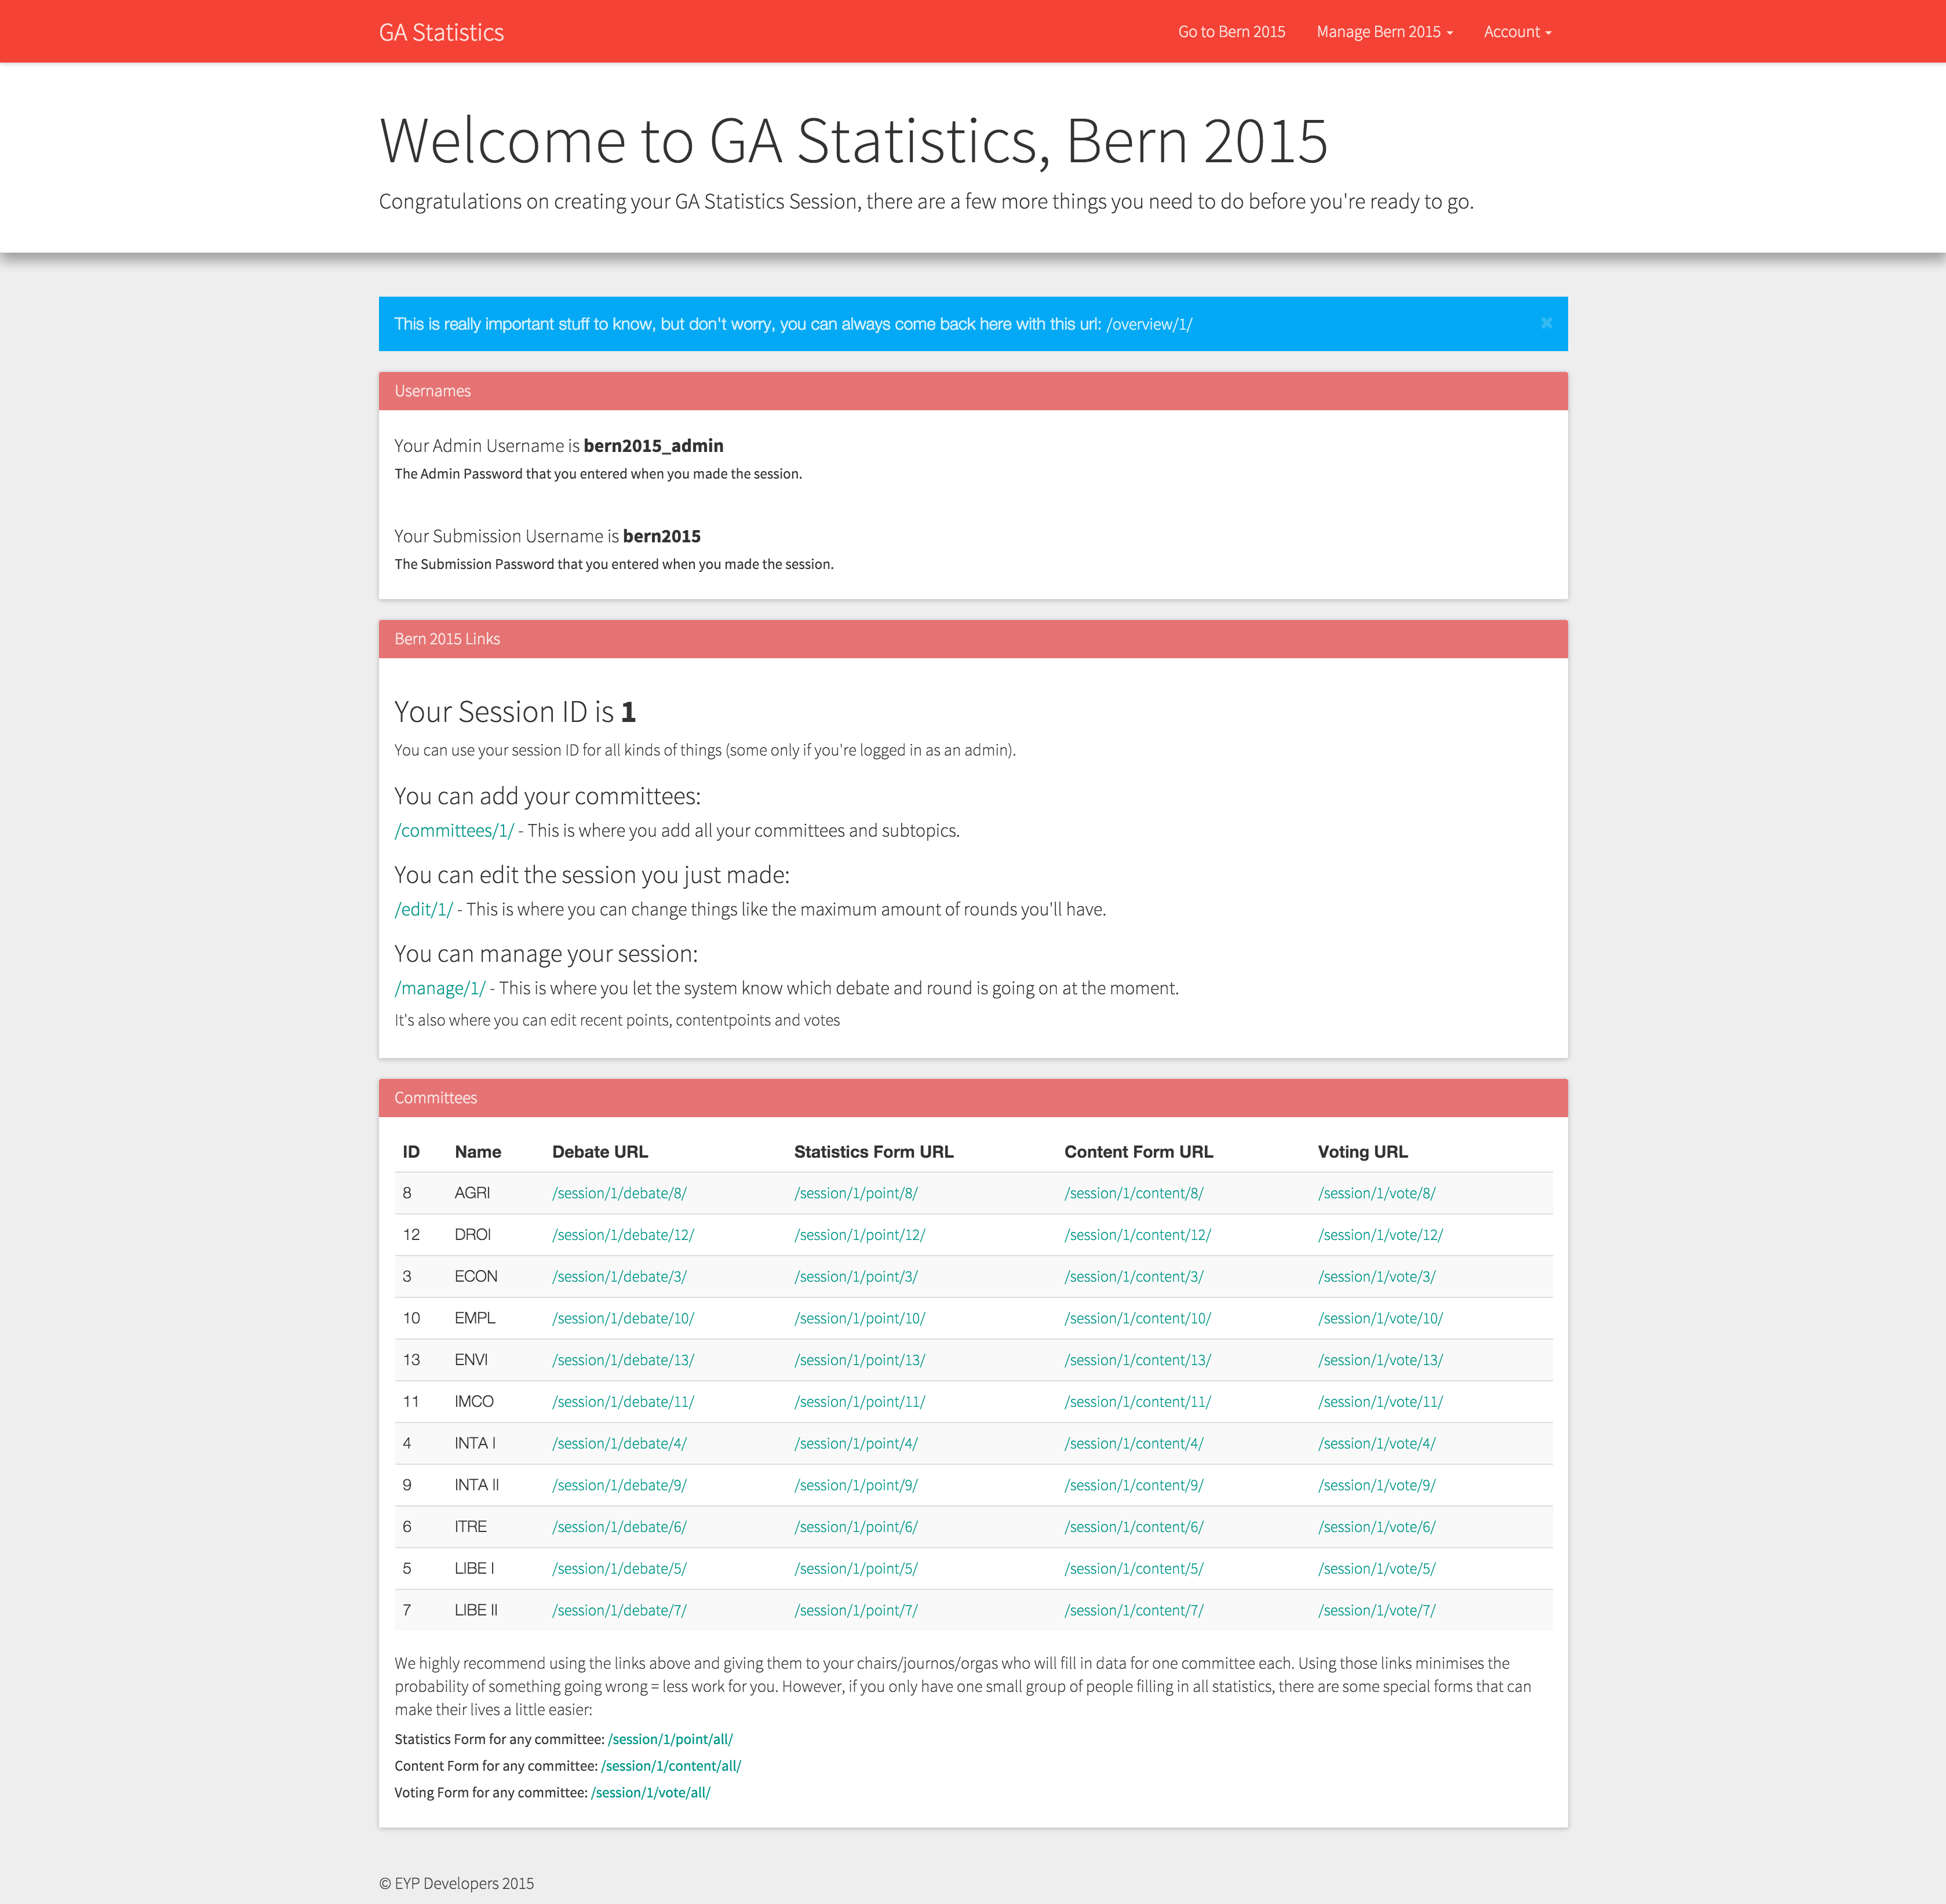 GA Statistics Go to Bern 2015 Manage Bern 2015 Account
Welcome to GA Statistics, Bern 2015
Congratulations on creating your GA Statistics Session, there are a few more things you need to do before you're ready to go.
This is really important stuff to know, but don't worry, you can always come back here with this url: /overview/1/ ×
Usernames
Your Admin Username is bern2015_admin
The Admin Password that you entered when you made the session.
Your Submission Username is bern2015
The Submission Password that you entered when you made the session.
Bern 2015 Links
Your Session ID is 1
You can use your session ID for all kinds of things (some only if you're logged in as an admin).
You can add your committees:
/committees/1/ - This is where you add all your committees and subtopics.
You can edit the session you just made:
/edit/1/ - This is where you can change things like the maximum amount of rounds you'll have.
You can manage your session:
/manage/1/ - This is where you let the system know which debate and round is going on at the moment.
It's also where you can edit recent points, contentpoints and votes
Committees
ID Name Debate URL Statistics Form URL Content Form URL Voting URL
8 AGRI /session/1/debate/8/ /session/1/point/8/ /session/1/content/8/ /session/1/vote/8/
12 DROI /session/1/debate/12/ /session/1/point/12/ /session/1/content/12/ /session/1/vote/12/
3 ECON /session/1/debate/3/ /session/1/point/3/ /session/1/content/3/ /session/1/vote/3/
10 EMPL /session/1/debate/10/ /session/1/point/10/ /session/1/content/10/ /session/1/vote/10/
13 ENVI /session/1/debate/13/ /session/1/point/13/ /session/1/content/13/ /session/1/vote/13/
11 IMCO /session/1/debate/11/ /session/1/point/11/ /session/1/content/11/ /session/1/vote/11/
4 INTA I /session/1/debate/4/ /session/1/point/4/ /session/1/content/4/ /session/1/vote/4/
9 INTA II /session/1/debate/9/ /session/1/point/9/ /session/1/content/9/ /session/1/vote/9/
6 ITRE /session/1/debate/6/ /session/1/point/6/ /session/1/content/6/ /session/1/vote/6/
5 LIBE I /session/1/debate/5/ /session/1/point/5/ /session/1/content/5/ /session/1/vote/5/
7 LIBE II /session/1/debate/7/ /session/1/point/7/ /session/1/content/7/ /session/1/vote/7/
We highly recommend using the links above and giving them to your chairs/journos/orgas who will fill in data for one committee each. Using those links minimises the
probability of something going wrong = less work for you. However, if you only have one small group of people filling in all statistics, there are some special forms that can
make their lives a little easier:
Statistics Form for any committee: /session/1/point/all/
Content Form for any committee: /session/1/content/all/
Voting Form for any committee: /session/1/vote/all/
© EYP Developers 2015